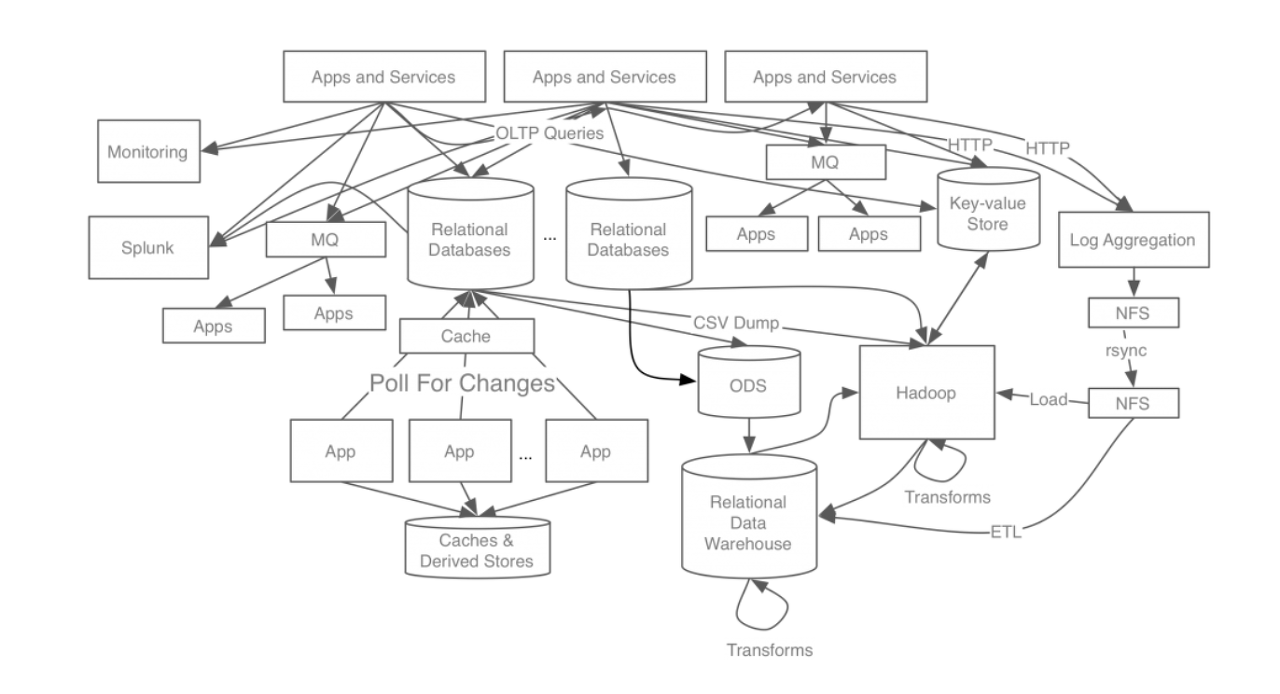 Apps and Services
Apps and Services
Apps and Services
OLTP Queries
HTTP
HTTP
Monitoring
MQ
Key-value
Store
Splunk
MQ
Relational
Databases
...
Relational
Databases
Apps
Apps
Log Aggregation
Apps
Apps
NFS
Cache
CSV Dump
rsync
Poll For Changes
ODS
Hadoop
Load
NFS
App
App
...
App
Transforms
Relational
Data
Warehouse
ETL
Caches &
Derived Stores
Transforms